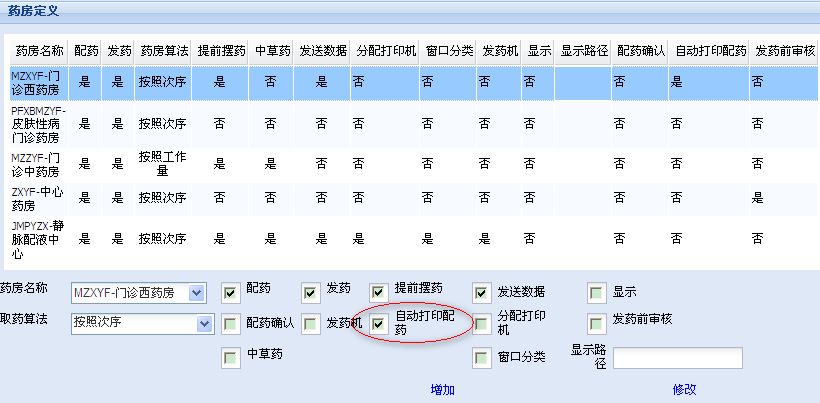 药房定义
药房名称 配药 发药 药房算法 提前摆药 中草药 发送数据 分配打印机 窗口分类 发药机 显示 显示路径 配药确认 自动打印配药 发药前审核
MZXYF-门诊西药房 是 是 按照次序 是 否 是 否 否 否 否 否 是 否
PFXBMZYF-皮肤性病门诊药房 是 是 按照次序 否 否 否 否 否 否 否 否 否 否
MZZYF-门诊中药房 是 是 按照工作量 是 是 否 否 否 否 否 否 否 否
ZXYF-中心药房 是 是 按照次序 否 否 否 否 否 否 否 否 否 是
JMPYZX-静脉配液中心 是 是 按照次序 是 是 是 是 是 是 否 否 否 否
药房名称 MZXYF-门诊西药房 配药 发药 提前摆药 发送数据 显示
取药算法 按照次序 配药确认 发药机 自动打印配药 分配打印机 发药前审核
中草药 窗口分类 显示路径
增加 修改